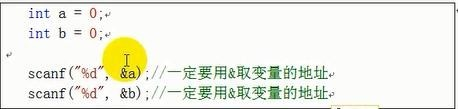 int a = 0;
int b = 0;
scanf("%d", &a);//一定要用&取变量的地址
scanf("%d", &b);//一定要用&取变量的地址